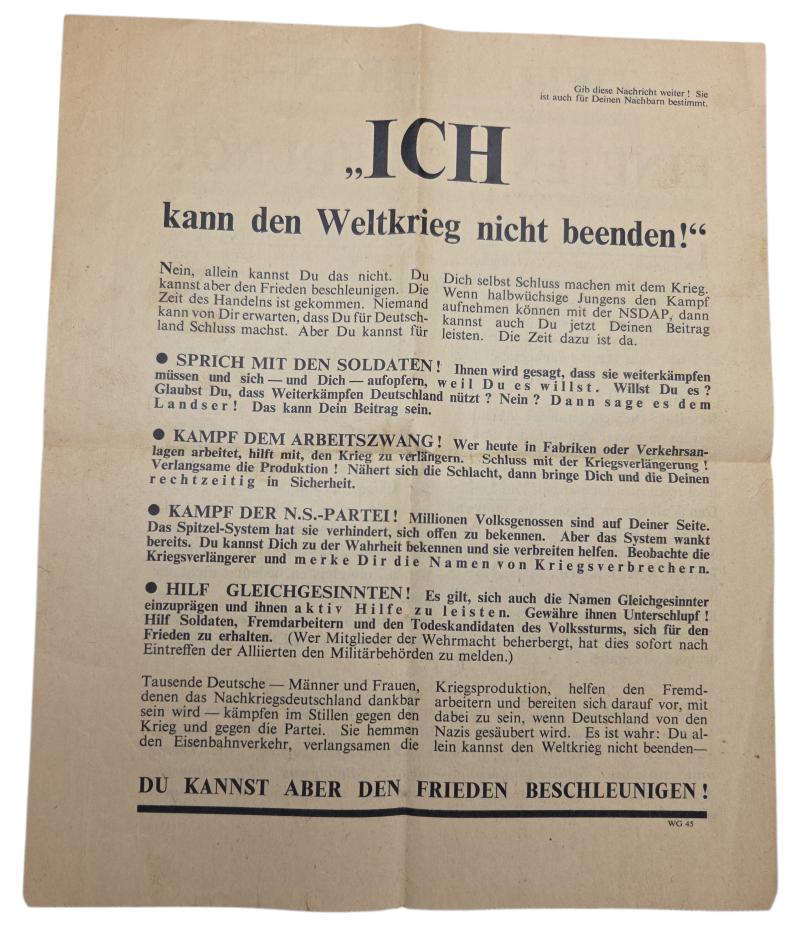 Gib diese Nachricht weiter! Sie
ist auch für Deinen Nachbarn bestimmt.
„ICH
kann den Weltkrieg nicht beenden!“
Nein, allein kannst Du das nicht. Du
kannst aber den Frieden beschleunigen. Die
Zeit des Handelns ist gekommen. Niemand
kann von Dir erwarten, dass Du für Deutsch-
land Schluss machst. Aber Du kannst für
Dich selbst Schluss machen mit dem Krieg.
Wenn halbwüchsige Jungens den Kampf
aufnehmen können mit der NSDAP, dann
kannst auch Du jetzt Deinen Beitrag
leisten. Die Zeit dazu ist da.
● SPRICH MIT DEN SOLDATEN! Ihnen wird gesagt, dass sie weiterkämpfen
müssen und sich — und Dich — aufopfern, weil Du es willst. Willst Du es?
Glaubst Du, dass Weiterkämpfen Deutschland nützt? Nein? Dann sage es dem
Landser! Das kann Dein Beitrag sein.
● KAMPF DEM ARBEITSZWANG! Wer heute in Fabriken oder Verkehrsan-
lagen arbeitet, hilft mit, den Krieg zu verlängern. Schluss mit der Kriegsverlängerung!
Verlangsame die Produktion! Nähert sich die Schlacht, dann bringe Dich und die Deinen
rechtzeitig in Sicherheit.
● KAMPF DER N.S.-PARTEI! Millionen Volksgenossen sind auf Deiner Seite.
Das Spitzel-System hat sie verhindert, sich offen zu bekennen. Aber das System wankt
bereits. Du kannst Dich zu der Wahrheit bekennen und sie verbreiten helfen. Beobachte die
Kriegsverlängerer und merke Dir die Namen von Kriegsverbrechern.
● HILF GLEICHGESINNTEN! Es gilt, sich auch die Namen Gleichgesinnter
einzuprägen und ihnen aktiv Hilfe zu leisten. Gewähre ihnen Unterschlupf!
Hilf Soldaten, Fremdarbeitern und den Todeskandidaten des Volkssturms, sich für den
Frieden zu erhalten. (Wer Mitglieder der Wehrmacht beherbergt, hat dies sofort nach
Eintreffen der Alliierten den Militärbehörden zu melden.)
Tausende Deutsche — Männer und Frauen,
denen das Nachkriegsdeutschland dankbar
sein wird — kämpfen im Stillen gegen den
Krieg und gegen die Partei. Sie hemmen
den Eisenbahnverkehr, verlangsamen die
Kriegsproduktion, helfen den Fremd-
arbeitern und bereiten sich darauf vor, mit
dabei zu sein, wenn Deutschland von den
Nazis gesäubert wird. Es ist wahr: Du al-
lein kannst den Weltkrieg nicht beenden—
DU KANNST ABER DEN FRIEDEN BESCHLEUNIGEN!
WG 45